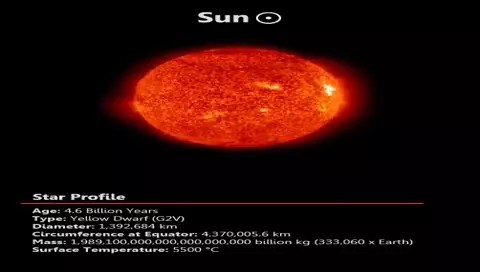 Sun ☉
Star Profile
Age: 4.6 Billion Years
Type: Yellow Dwarf (G2V)
Diameter: 1,392,684 km
Circumference at Equator: 4,370,005.6 km
Mass: 1,989,100,000,000,000,000,000 billion kg (333,060 x Earth)
Surface Temperature: 5500 °C